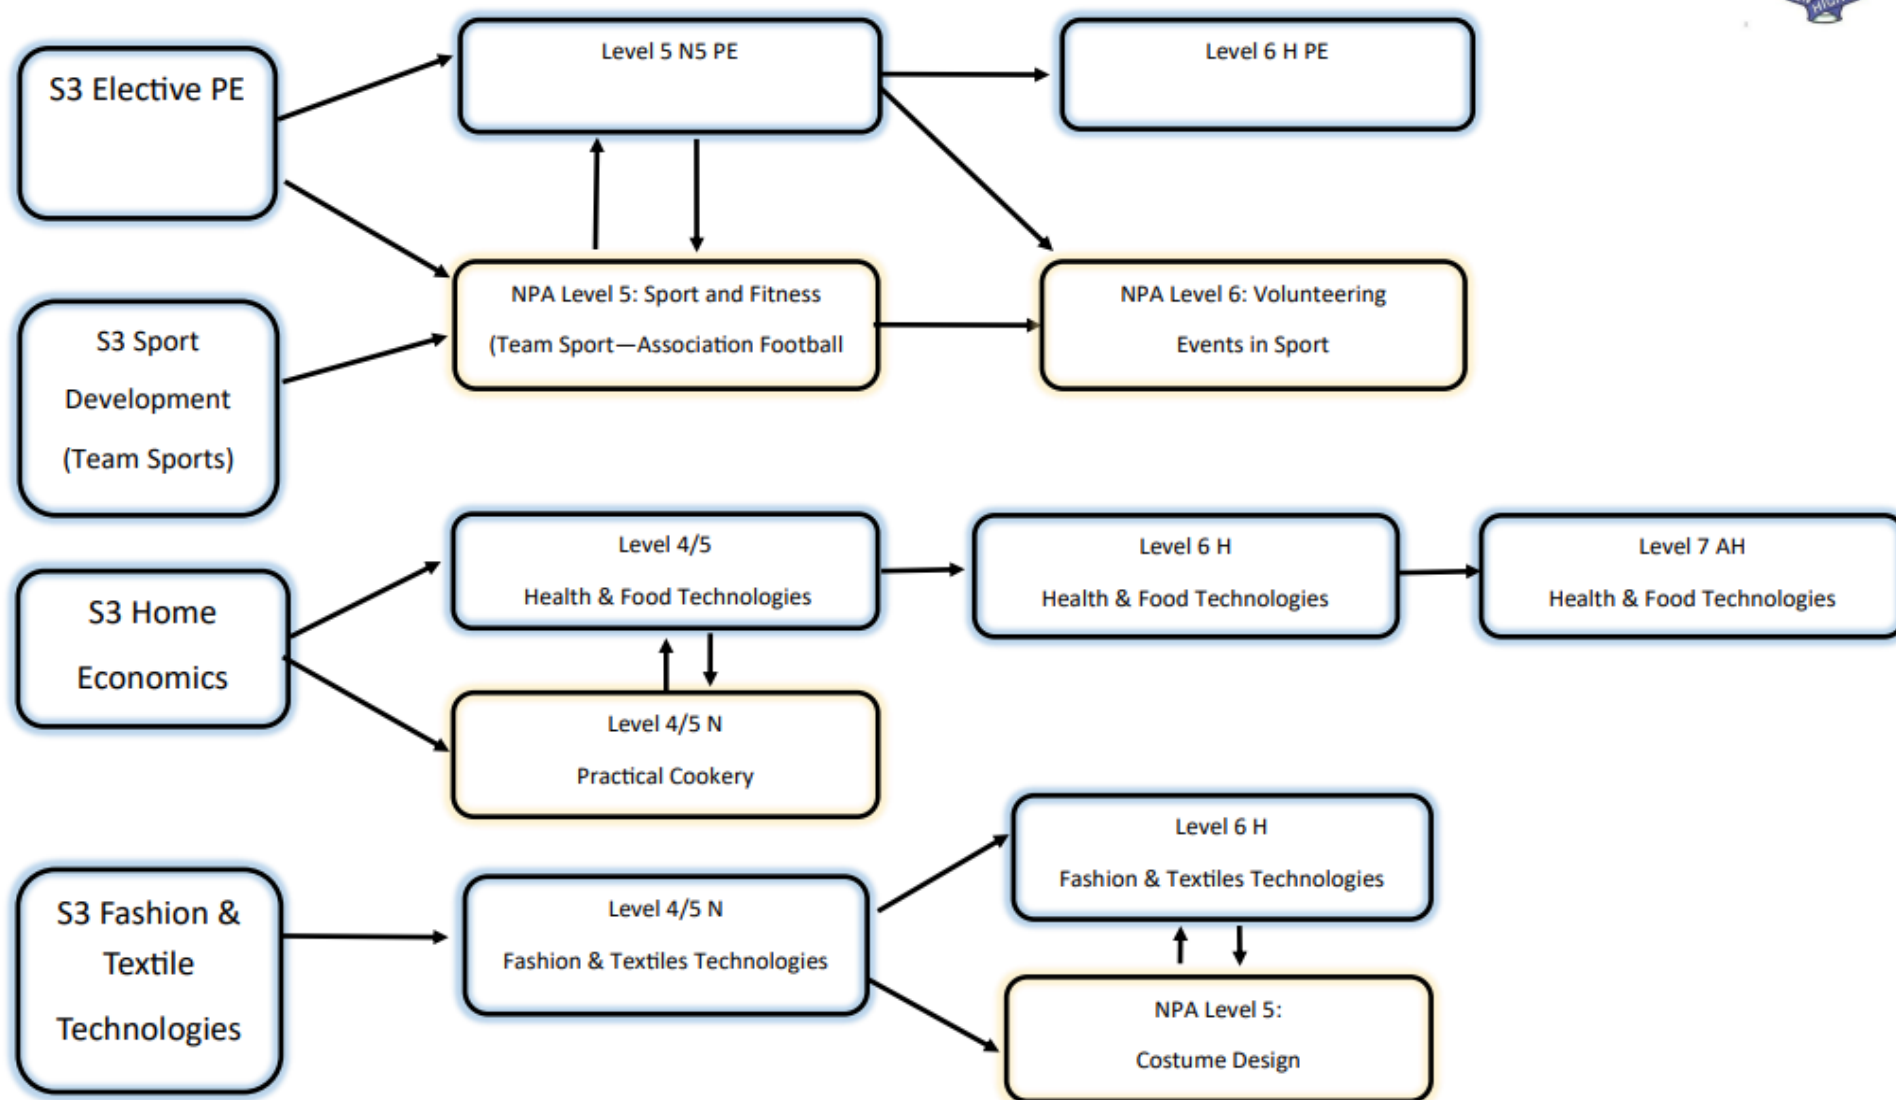 HIGH
S3 Elective PE
Level 5 N5 PE
Level 6 H PE
NPA Level 5: Sport and Fitness
(Team Sport—Association Football
NPA Level 6: Volunteering
Events in Sport
S3 Sport
Development
(Team Sports)
Level 4/5
Health & Food Technologies
Level 6 H
Health & Food Technologies
Level 7 AH
Health & Food Technologies
S3 Home
Economics
Level 4/5 N
Practical Cookery
Level 6 H
Fashion & Textiles Technologies
S3 Fashion &
Textile
Technologies
Level 4/5 N
Fashion & Textiles Technologies
NPA Level 5:
Costume Design